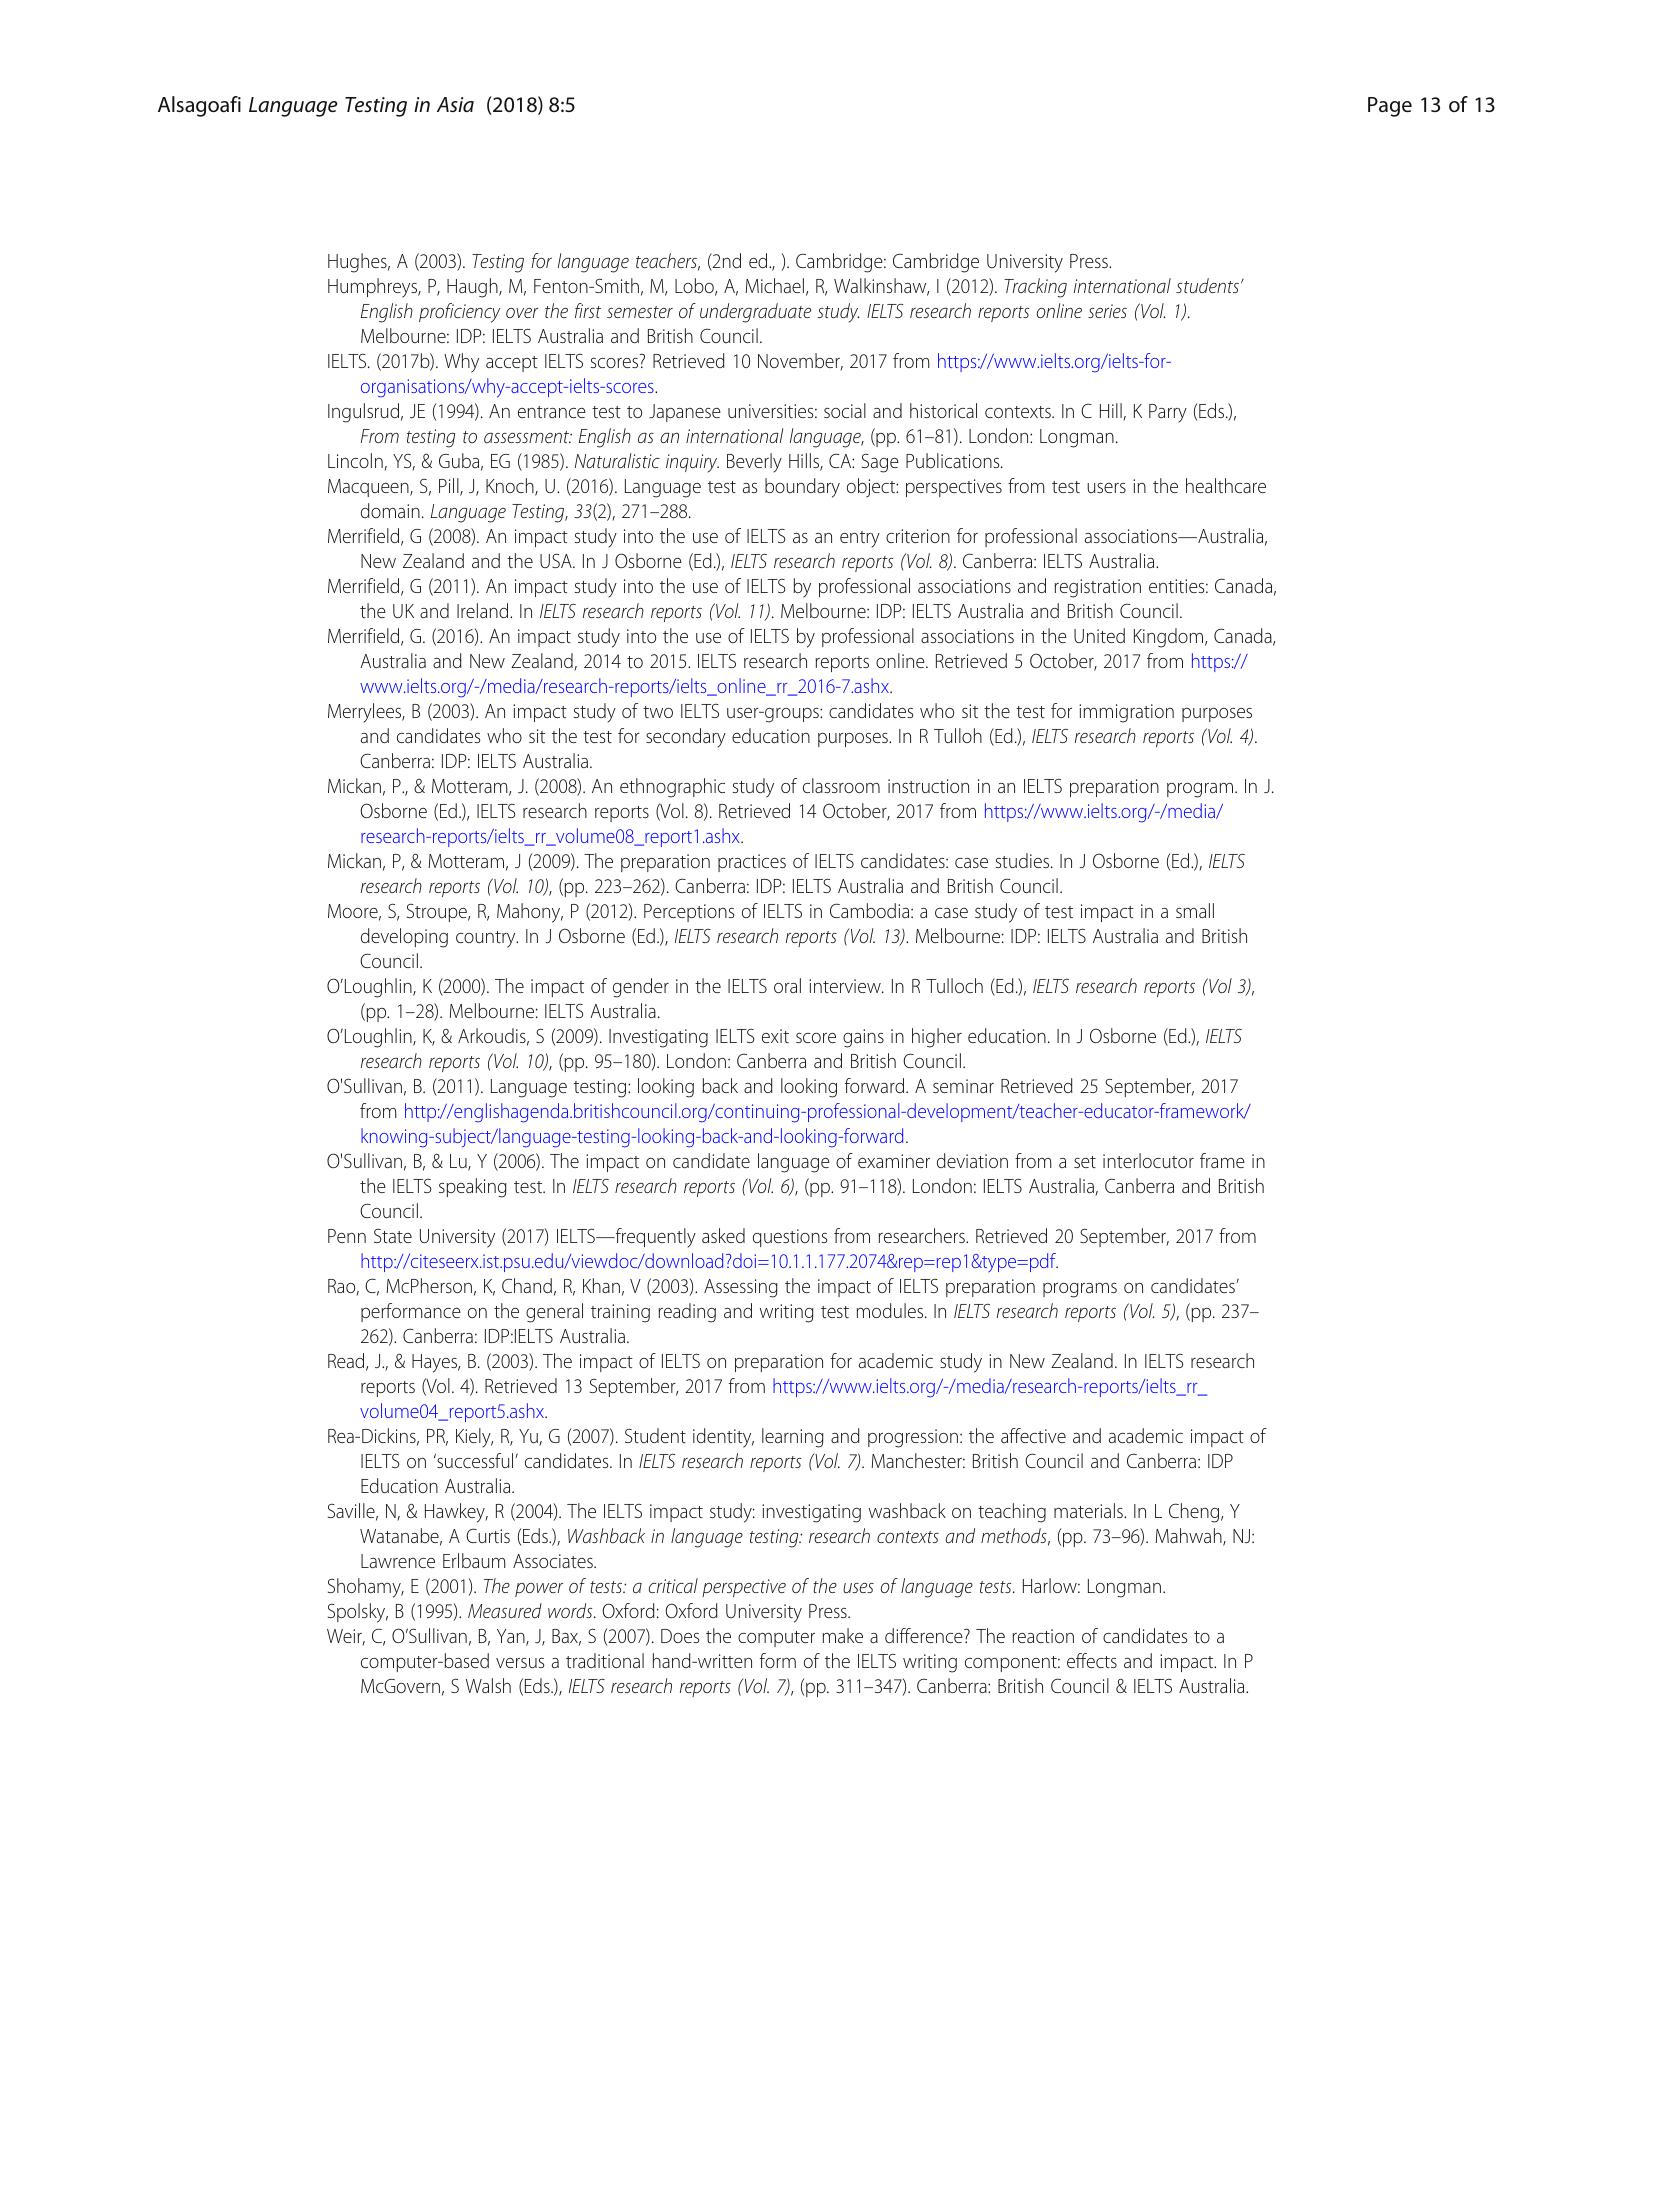 Alsagoafi Language Testing in Asia (2018) 8:5
Page 13 of 13
Hughes, A (2003). Testing for language teachers, (2nd ed., ). Cambridge: Cambridge University Press.
Humphreys, P, Haugh, M, Fenton-Smith, M, Lobo, A, Michael, R, Walkinshaw, I (2012). Tracking international students’
English proficiency over the first semester of undergraduate study. IELTS research reports online series (Vol. 1).
Melbourne: IDP: IELTS Australia and British Council.
IELTS. (2017b). Why accept IELTS scores? Retrieved 10 November, 2017 from https://www.ielts.org/ielts-for-
organisations/why-accept-ielts-scores.
Ingulsrud, JE (1994). An entrance test to Japanese universities: social and historical contexts. In C Hill, K Parry (Eds.),
From testing to assessment: English as an international language, (pp. 61–81). London: Longman.
Lincoln, YS, & Guba, EG (1985). Naturalistic inquiry. Beverly Hills, CA: Sage Publications.
Macqueen, S, Pill, J, Knoch, U. (2016). Language test as boundary object: perspectives from test users in the healthcare
domain. Language Testing, 33(2), 271–288.
Merrifield, G (2008). An impact study into the use of IELTS as an entry criterion for professional associations—Australia,
New Zealand and the USA. In J Osborne (Ed.), IELTS research reports (Vol. 8). Canberra: IELTS Australia.
Merrifield, G (2011). An impact study into the use of IELTS by professional associations and registration entities: Canada,
the UK and Ireland. In IELTS research reports (Vol. 11). Melbourne: IDP: IELTS Australia and British Council.
Merrifield, G. (2016). An impact study into the use of IELTS by professional associations in the United Kingdom, Canada,
Australia and New Zealand, 2014 to 2015. IELTS research reports online. Retrieved 5 October, 2017 from https://
www.ielts.org/-/media/research-reports/ielts_online_rr_2016-7.ashx.
Merrylees, B (2003). An impact study of two IELTS user-groups: candidates who sit the test for immigration purposes
and candidates who sit the test for secondary education purposes. In R Tulloh (Ed.), IELTS research reports (Vol. 4).
Canberra: IDP: IELTS Australia.
Mickan, P., & Motteram, J. (2008). An ethnographic study of classroom instruction in an IELTS preparation program. In J.
Osborne (Ed.), IELTS research reports (Vol. 8). Retrieved 14 October, 2017 from https://www.ielts.org/-/media/
research-reports/ielts_rr_volume08_report1.ashx.
Mickan, P, & Motteram, J (2009). The preparation practices of IELTS candidates: case studies. In J Osborne (Ed.), IELTS
research reports (Vol. 10), (pp. 223–262). Canberra: IDP: IELTS Australia and British Council.
Moore, S, Stroupe, R, Mahony, P (2012). Perceptions of IELTS in Cambodia: a case study of test impact in a small
developing country. In J Osborne (Ed.), IELTS research reports (Vol. 13). Melbourne: IDP: IELTS Australia and British
Council.
O’Loughlin, K (2000). The impact of gender in the IELTS oral interview. In R Tulloch (Ed.), IELTS research reports (Vol 3),
(pp. 1–28). Melbourne: IELTS Australia.
O’Loughlin, K, & Arkoudis, S (2009). Investigating IELTS exit score gains in higher education. In J Osborne (Ed.), IELTS
research reports (Vol. 10), (pp. 95–180). London: Canberra and British Council.
O'Sullivan, B. (2011). Language testing: looking back and looking forward. A seminar Retrieved 25 September, 2017
from http://englishagenda.britishcouncil.org/continuing-professional-development/teacher-educator-framework/
knowing-subject/language-testing-looking-back-and-looking-forward.
O'Sullivan, B, & Lu, Y (2006). The impact on candidate language of examiner deviation from a set interlocutor frame in
the IELTS speaking test. In IELTS research reports (Vol. 6), (pp. 91–118). London: IELTS Australia, Canberra and British
Council.
Penn State University (2017) IELTS—frequently asked questions from researchers. Retrieved 20 September, 2017 from
http://citeseerx.ist.psu.edu/viewdoc/download?doi=10.1.1.177.2074&rep=rep1&type=pdf.
Rao, C, McPherson, K, Chand, R, Khan, V (2003). Assessing the impact of IELTS preparation programs on candidates’
performance on the general training reading and writing test modules. In IELTS research reports (Vol. 5), (pp. 237–
262). Canberra: IDP:IELTS Australia.
Read, J., & Hayes, B. (2003). The impact of IELTS on preparation for academic study in New Zealand. In IELTS research
reports (Vol. 4). Retrieved 13 September, 2017 from https://www.ielts.org/-/media/research-reports/ielts_rr_
volume04_report5.ashx.
Rea-Dickins, PR, Kiely, R, Yu, G (2007). Student identity, learning and progression: the affective and academic impact of
IELTS on ‘successful’ candidates. In IELTS research reports (Vol. 7). Manchester: British Council and Canberra: IDP
Education Australia.
Saville, N, & Hawkey, R (2004). The IELTS impact study: investigating washback on teaching materials. In L Cheng, Y
Watanabe, A Curtis (Eds.), Washback in language testing: research contexts and methods, (pp. 73–96). Mahwah, NJ:
Lawrence Erlbaum Associates.
Shohamy, E (2001). The power of tests: a critical perspective of the uses of language tests. Harlow: Longman.
Spolsky, B (1995). Measured words. Oxford: Oxford University Press.
Weir, C, O’Sullivan, B, Yan, J, Bax, S (2007). Does the computer make a difference? The reaction of candidates to a
computer-based versus a traditional hand-written form of the IELTS writing component: effects and impact. In P
McGovern, S Walsh (Eds.), IELTS research reports (Vol. 7), (pp. 311–347). Canberra: British Council & IELTS Australia.